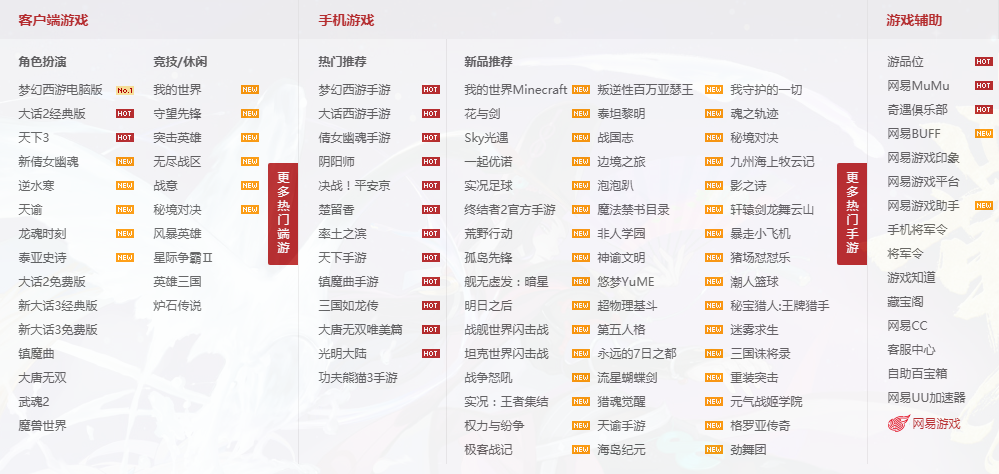 客户端游戏
角色扮演
梦幻西游电脑版 No.1
大话2经典版 HOT
天下3 HOT
新倩女幽魂 NEW
逆水寒 NEW
天谕 NEW
龙魂时刻 NEW
泰亚史诗 NEW
大话2免费版
新大话3经典版
新大话3免费版
镇魔曲
大唐无双
武魂2
魔兽世界
竞技/休闲
我的世界 NEW
守望先锋 NEW
突击英雄 NEW
无尽战区 NEW
战意 NEW
秘境对决 NEW
风暴英雄
星际争霸Ⅱ
英雄三国
炉石传说
更多热门端游
手机游戏
热门推荐
梦幻西游手游 HOT
大话西游手游 HOT
倩女幽魂手游 HOT
阴阳师 HOT
决战！平安京 HOT
楚留香 HOT
率土之滨 HOT
天下手游 HOT
镇魔曲手游 HOT
三国如龙传 HOT
大唐无双唯美篇 HOT
光明大陆 HOT
功夫熊猫3手游
新品推荐
我的世界Minecraft NEW 叛逆性百万亚瑟王 NEW 我守护的一切
花与剑 NEW 泰坦黎明 NEW 魂之轨迹
Sky光遇 NEW 战国志 NEW 秘境对决
一起优诺 NEW 边境之旅 NEW 九州海上牧云记
实况足球 NEW 泡泡趴 NEW 影之诗
终结者2官方手游 NEW 魔法禁书目录 NEW 轩辕剑龙舞云山
荒野行动 NEW 非人学园 NEW 暴走小飞机
孤岛先锋 NEW 神谕文明 NEW 猪场怼怼乐
舰无虚发：暗星 NEW 悠梦YuME NEW 潮人篮球
明日之后 NEW 超物理基斗 NEW 秘宝猎人:王牌猎手
战舰世界闪击战 NEW 第五人格 NEW 迷雾求生
坦克世界闪击战 NEW 永远的7日之都 NEW 三国诛将录
战争怒吼 NEW 流星蝴蝶剑 NEW 重装突击
实况：王者集结 NEW 猎魂觉醒 NEW 元气战姬学院
权力与纷争 NEW 天谕手游 NEW 格罗亚传奇
极客战记 NEW 海岛纪元 NEW 劲舞团
更多热门手游
游戏辅助
游品位 HOT
网易MuMu HOT
奇遇俱乐部 HOT
网易BUFF NEW
网易游戏印象
网易游戏平台
网易游戏助手 NEW
手机将军令
将军令
游戏知道
藏宝阁
网易CC
客服中心
自助百宝箱
网易UU加速器
网易游戏